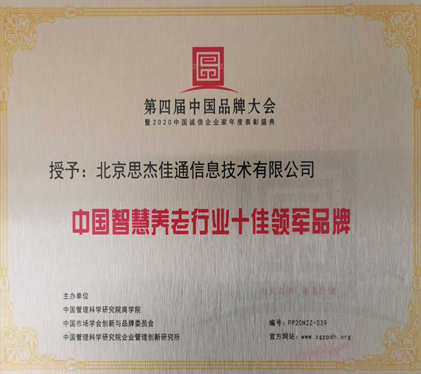 第四届中国品牌大会
暨2020中国诚信企业家年度表彰盛典
授予：北京思杰佳通信息技术有限公司
中国智慧养老行业十佳领军品牌
主办单位
中国管理科学研究院商学院
中国市场学会创新与品牌委员会
中国管理科学研究院企业管理创新研究所
编号：PP20HZZ-039
官方网站：www.zgppdh.org